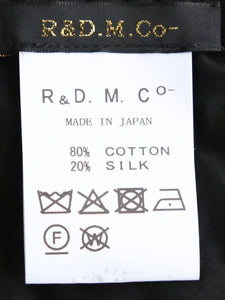 R&D.M.Co-
R&D. M. Co-
MADE IN JAPAN
80% COTTON
20% SILK
F
W